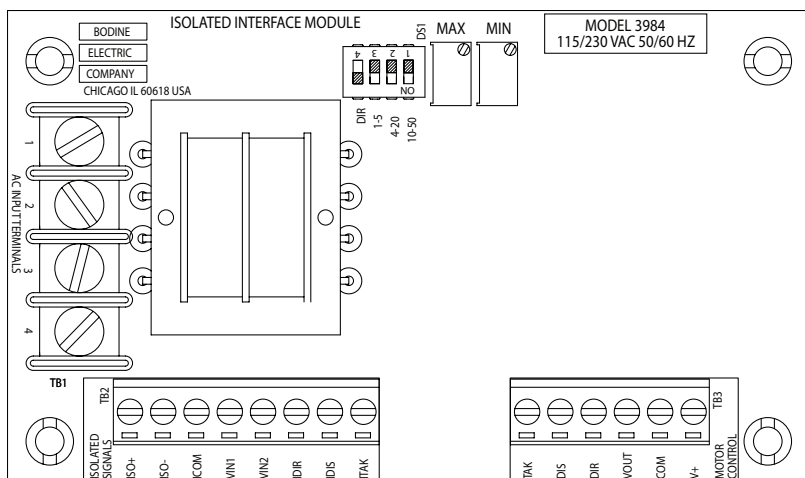 ISOLATED INTERFACE MODULE
BODINE
ELECTRIC
COMPANY
CHICAGO IL 60618 USA
DS1
MAX
MIN
MODEL 3984
115/230 VAC 50/60 HZ
4
3
2
1
ON
DIR
1-5
4-20
10-50
AC INPUT TERMINALS
1
2
3
4
TB1
TB2
ISOLATED
SIGNALS
ISO+
ISO-
ICOM
VIN1
VIN2
IDIR
IDIS
ITAK
TAK
DIS
DIR
VOUT
COM
V+
TB3
MOTOR
CONTROL